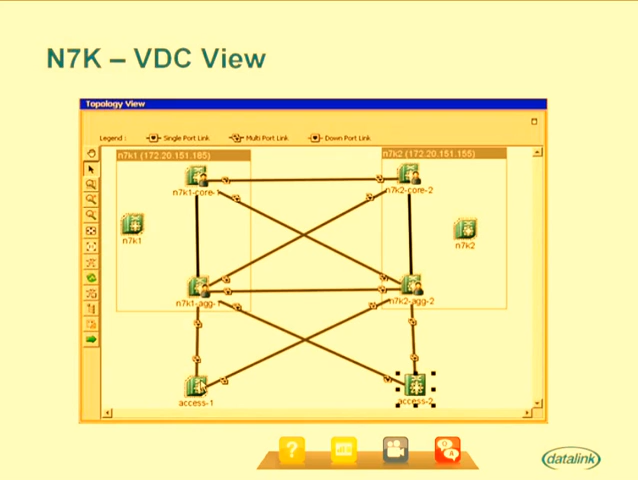 N7K – VDC View
Topology View
Legend : Single Port Link Multi Port Link Down Port Link
n7k1 (172.20.151.185)
n7k2 (172.20.151.155)
n7k1-core-1
n7k2-core-2
n7k1
n7k2
n7k1-agg-1
n7k2-agg-2
access-1
access-2
?
Q
A
datalink